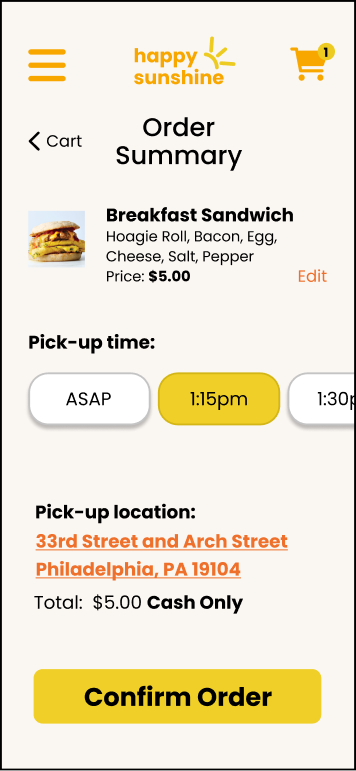 happy
sunshine
1
Cart
Order
Summary
Breakfast Sandwich
Hoagie Roll, Bacon, Egg,
Cheese, Salt, Pepper
Price: $5.00
Edit
Pick-up time:
ASAP
1:15pm
1:30p
Pick-up location:
33rd Street and Arch Street
Philadelphia, PA 19104
Total: $5.00 Cash Only
Confirm Order